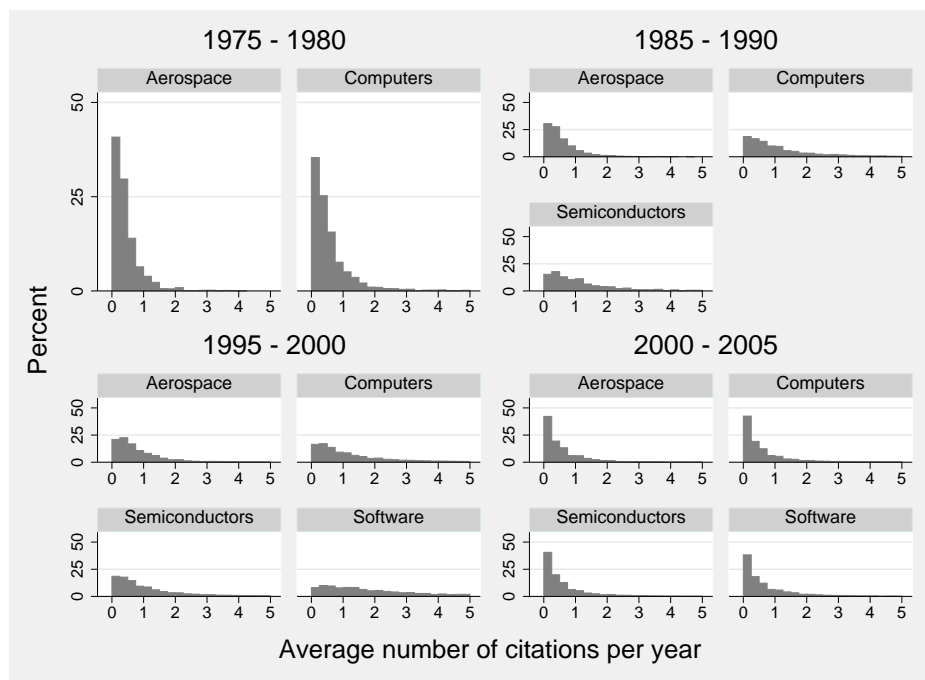 1975 - 1980
1985 - 1990
Aerospace
Computers
Aerospace
Computers
50
25
0
0 1 2 3 4 5
0 1 2 3 4 5
50
25
0
0 1 2 3 4 5
0 1 2 3 4 5
Semiconductors
50
25
0
0 1 2 3 4 5
Percent
1995 - 2000
2000 - 2005
Aerospace
Computers
Aerospace
Computers
50
25
0
0 1 2 3 4 5
0 1 2 3 4 5
50
25
0
0 1 2 3 4 5
0 1 2 3 4 5
Semiconductors
Software
Semiconductors
Software
50
25
0
0 1 2 3 4 5
0 1 2 3 4 5
50
25
0
0 1 2 3 4 5
0 1 2 3 4 5
Average number of citations per year